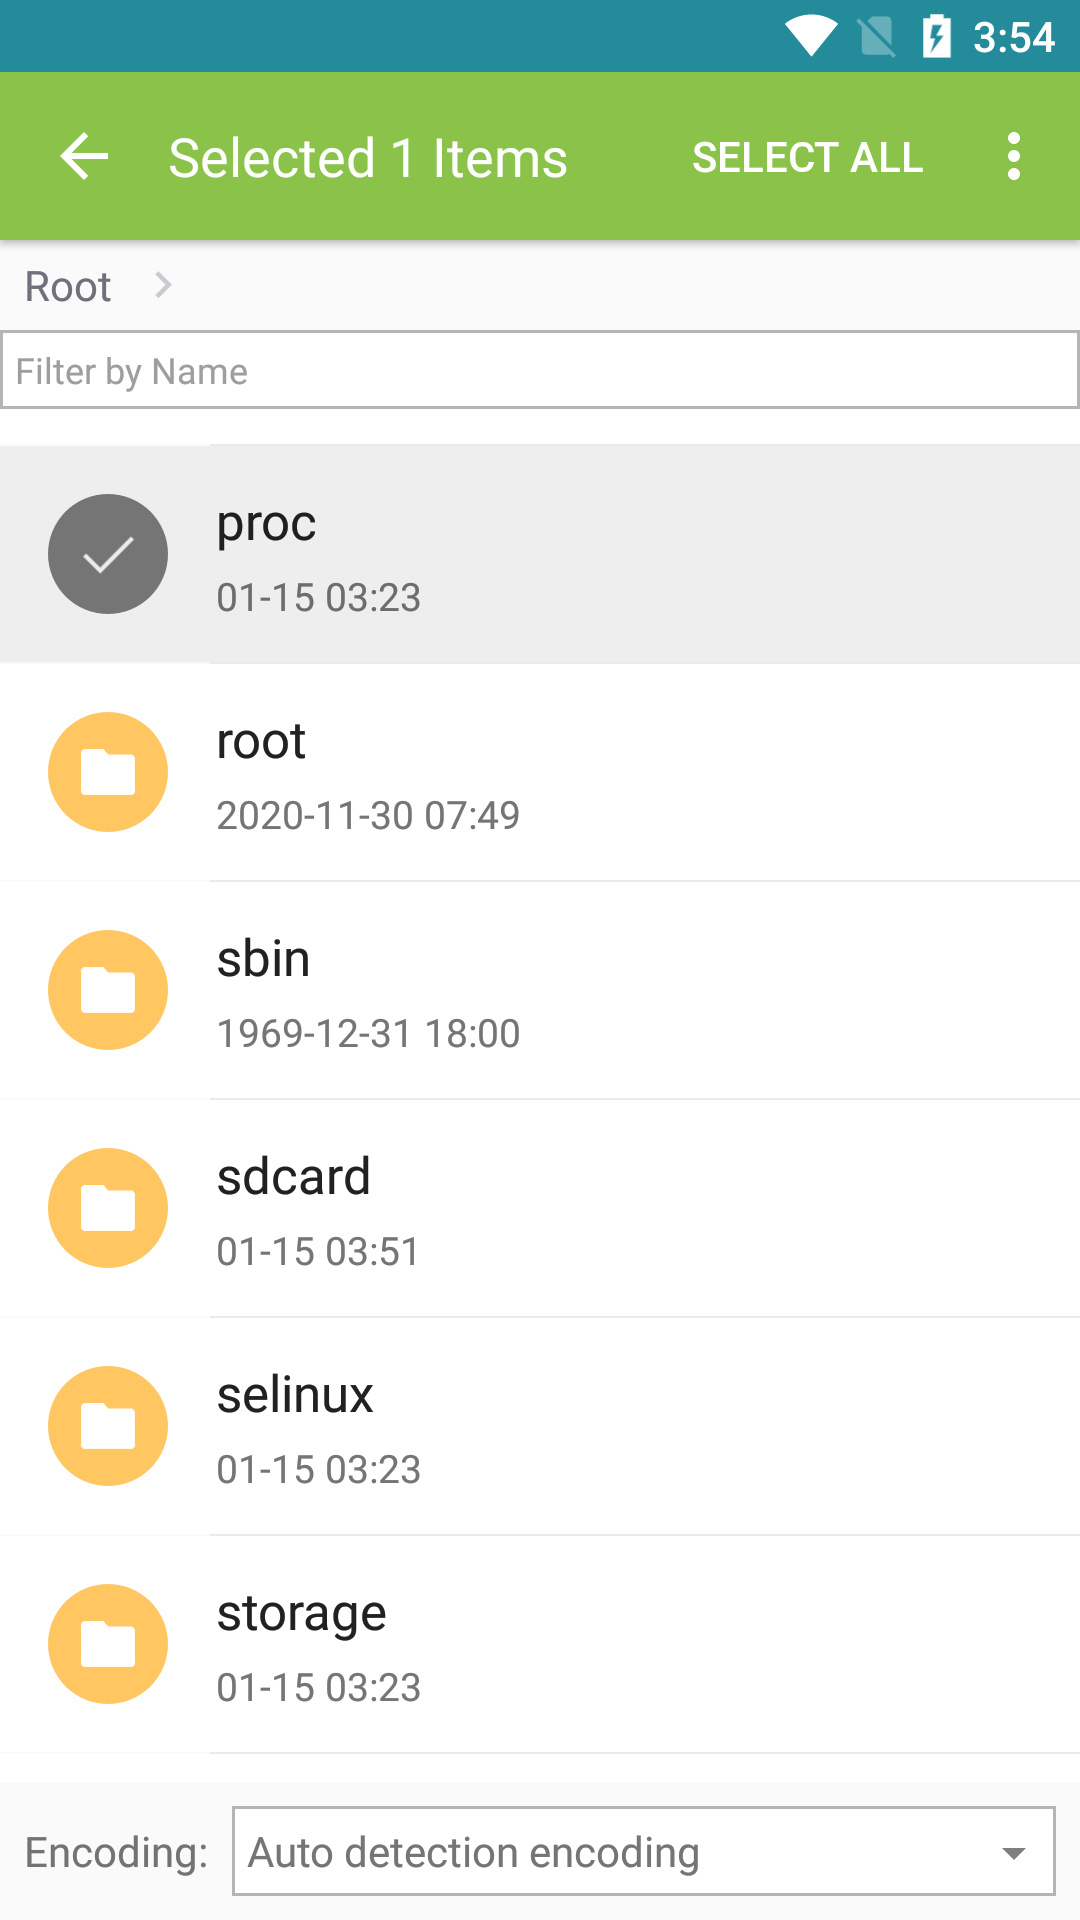 3:54
Selected 1 Items
SELECT ALL
Root
Filter by Name
proc
01-15 03:23
root
2020-11-30 07:49
sbin
1969-12-31 18:00
sdcard
01-15 03:51
selinux
01-15 03:23
storage
01-15 03:23
Encoding:
Auto detection encoding